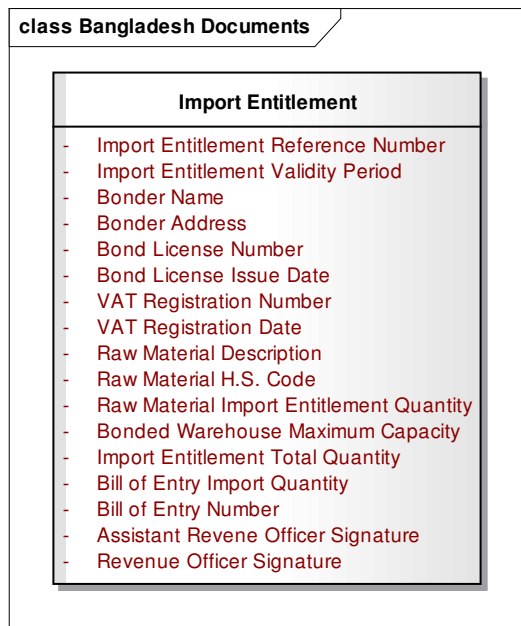 class Bangladesh Documents
Import Entitlement
- Import Entitlement Reference Number
- Import Entitlement Validity Period
- Bonder Name
- Bonder Address
- Bond License Number
- Bond License Issue Date
- VAT Registration Number
- VAT Registration Date
- Raw Material Description
- Raw Material H.S. Code
- Raw Material Import Entitlement Quantity
- Bonded Warehouse Maximum Capacity
- Import Entitlement Total Quantity
- Bill of Entry Import Quantity
- Bill of Entry Number
- Assistant Revene Officer Signature
- Revenue Officer Signature